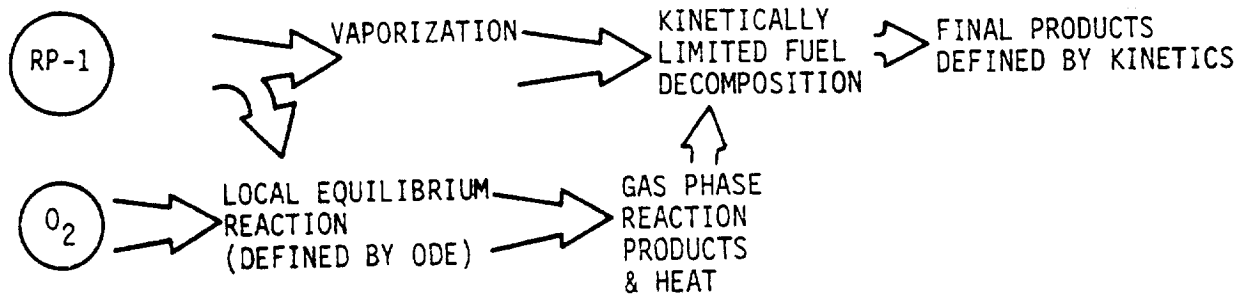 RP-1
VAPORIZATION
KINETICALLY
LIMITED FUEL
DECOMPOSITION
FINAL PRODUCTS
DEFINED BY KINETICS
O₂
LOCAL EQUILIBRIUM
REACTION
(DEFINED BY ODE)
GAS PHASE
REACTION
PRODUCTS
& HEAT